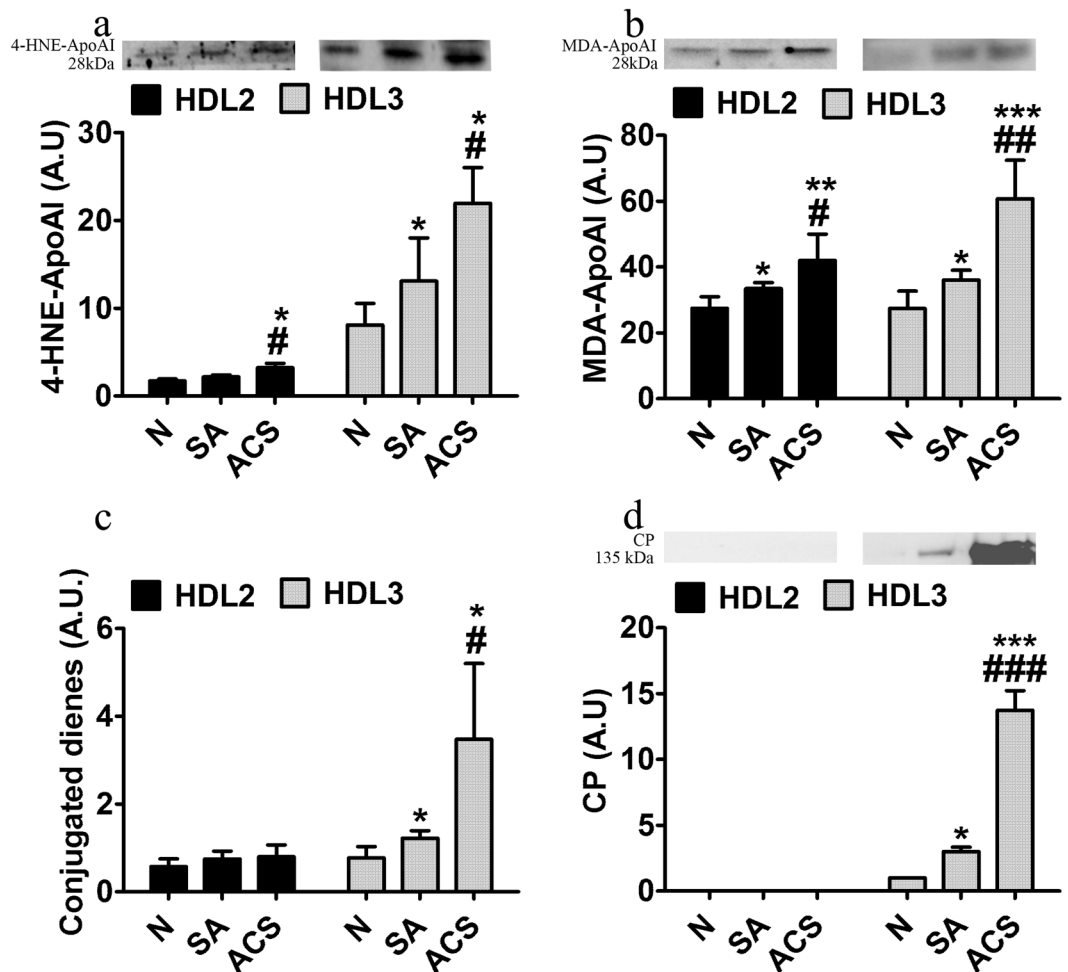 a
4-HNE-ApoAI
28kDa
HDL2 HDL3
4-HNE-ApoAI (A.U)
30
20
10
0
*
#
*
*
#
N SA ACS N SA ACS
b
MDA-ApoAI
28kDa
HDL2 HDL3
MDA-ApoAI (A.U)
80
60
40
20
0
*
**
#
*
***
##
N SA ACS N SA ACS
c
HDL2 HDL3
Conjugated dienes (A.U.)
6
4
2
0
*
*
#
N SA ACS N SA ACS
d
CP
135 kDa
HDL2 HDL3
CP (A.U)
20
15
10
5
0
*
***
###
N SA ACS N SA ACS